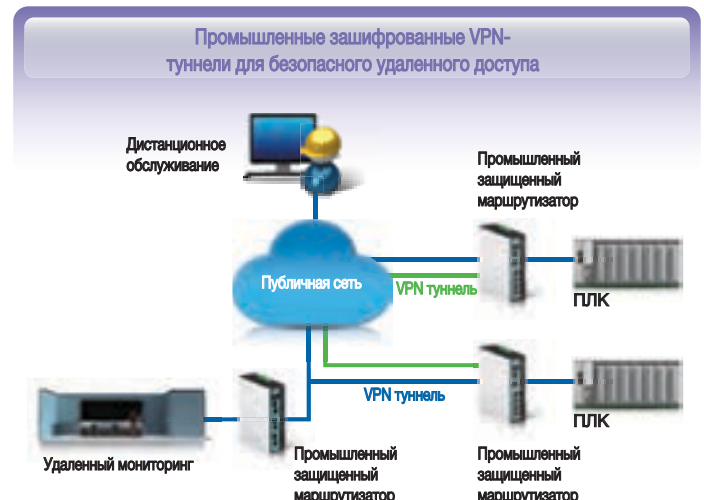 Промышленные зашифрованные VPN-
туннели для безопасного удаленного доступа
Дистанционное
обслуживание
Промышленный
защищенный
маршрутизатор
Публичная сеть
VPN туннель
ПЛК
VPN туннель
ПЛК
Удаленный мониторинг
Промышленный
защищенный
маршрутизатор
Промышленный
защищенный
маршрутизатор